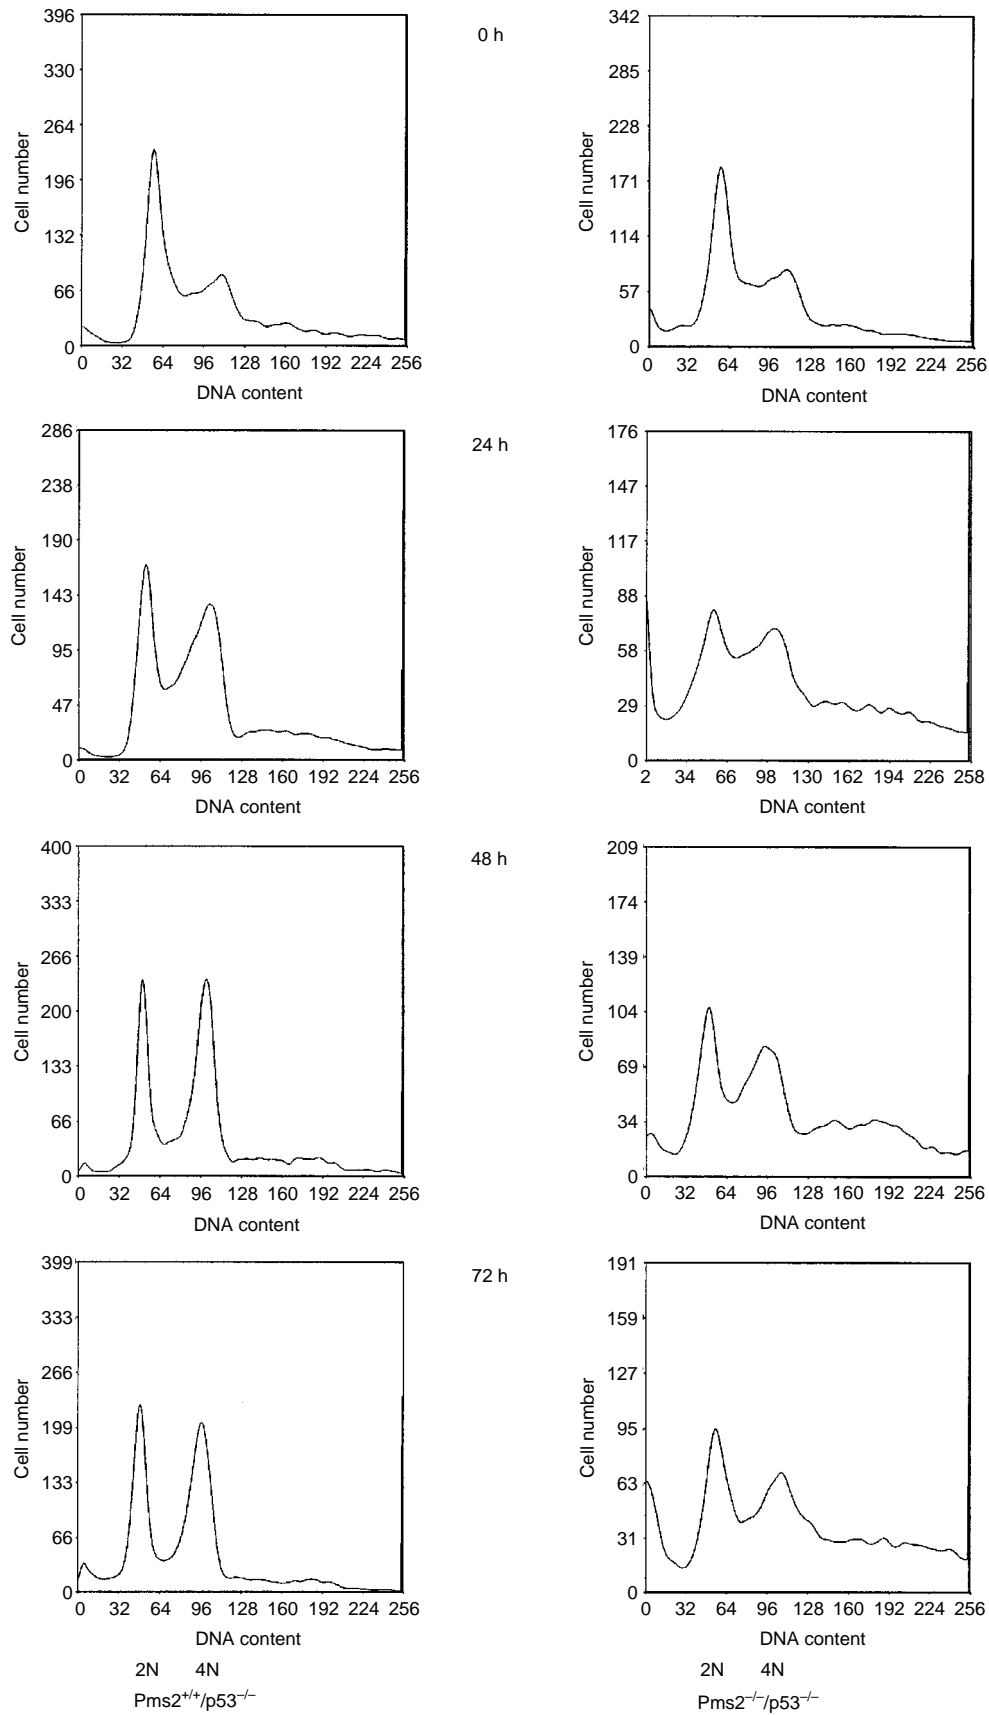 396
330
264
196
132
66
0
Cell number
0 32 64 96 128 160 192 224 256
DNA content
0 h
342
285
228
171
114
57
0
Cell number
0 32 64 96 128 160 192 224 256
DNA content
286
238
190
143
95
47
0
Cell number
0 32 64 96 128 160 192 224 256
DNA content
24 h
176
147
117
88
58
29
0
Cell number
2 34 66 98 130 162 194 226 258
DNA content
400
333
266
200
133
66
0
Cell number
0 32 64 96 128 160 192 224 256
DNA content
48 h
209
174
139
104
69
34
0
Cell number
0 32 64 96 128 160 192 224 256
DNA content
399
333
266
199
133
66
0
Cell number
0 32 64 96 128 160 192 224 256
DNA content
72 h
191
159
127
95
63
31
0
Cell number
0 32 64 96 128 160 192 224 256
DNA content
2N 4N
Pms2+/+/p53–/–
2N 4N
Pms2–/–/p53–/–